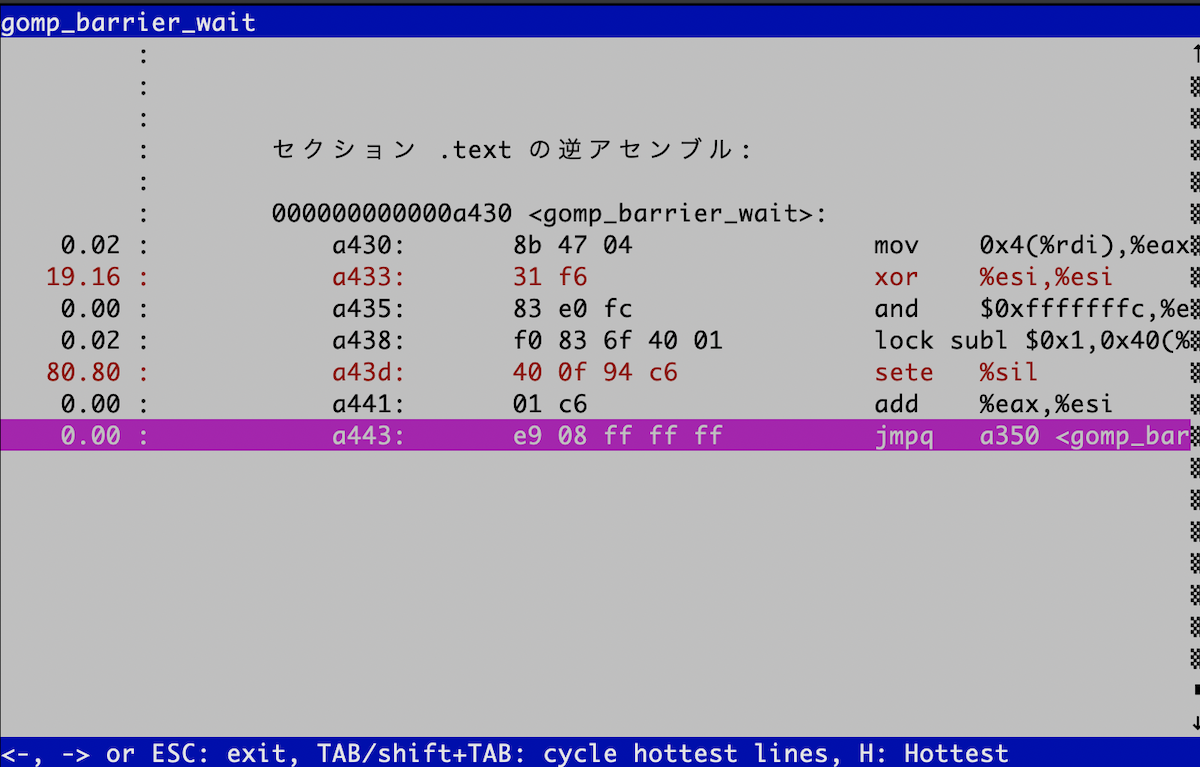 gomp_barrier_wait
:
:
:
: セクション .text の逆アセンブル:
:
: 000000000000a430 <gomp_barrier_wait>:
0.02 : a430: 8b 47 04 mov 0x4(%rdi),%eax
19.16 : a433: 31 f6 xor %esi,%esi
0.00 : a435: 83 e0 fc and $0xfffffffc,%e
0.02 : a438: f0 83 6f 40 01 lock subl $0x1,0x40(%
80.80 : a43d: 40 0f 94 c6 sete %sil
0.00 : a441: 01 c6 add %eax,%esi
0.00 : a443: e9 08 ff ff ff jmpq a350 <gomp_bar
<-, -> or ESC: exit, TAB/shift+TAB: cycle hottest lines, H: Hottest